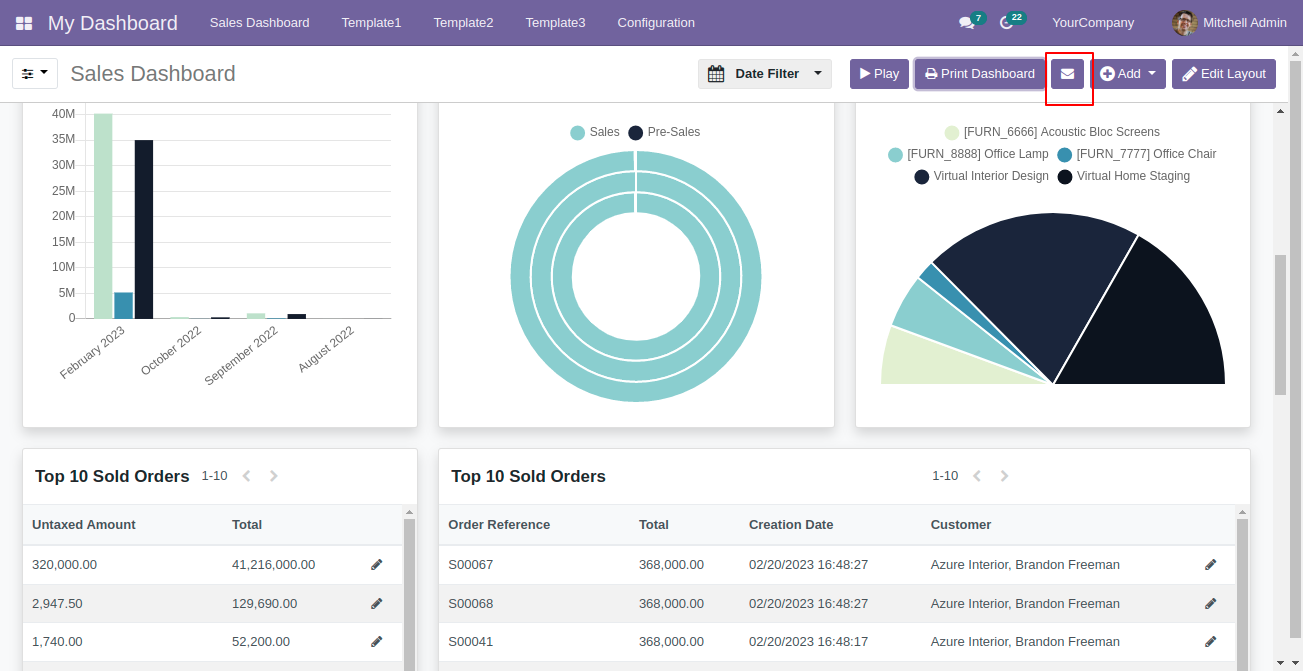 My Dashboard Sales Dashboard Template1 Template2 Template3 Configuration 7 22 YourCompany Mitchell Admin
Sales Dashboard Date Filter Play Print Dashboard Add Edit Layout
40M
35M
30M
25M
20M
15M
10M
5M
0
February 2023 October 2022 September 2022 August 2022
Sales Pre-Sales
[FURN_6666] Acoustic Bloc Screens
[FURN_8888] Office Lamp [FURN_7777] Office Chair
Virtual Interior Design Virtual Home Staging
Top 10 Sold Orders 1-10
Untaxed Amount Total
320,000.00 41,216,000.00
2,947.50 129,690.00
1,740.00 52,200.00
Top 10 Sold Orders 1-10
Order Reference Total Creation Date Customer
S00067 368,000.00 02/20/2023 16:48:27 Azure Interior, Brandon Freeman
S00068 368,000.00 02/20/2023 16:48:27 Azure Interior, Brandon Freeman
S00041 368,000.00 02/20/2023 16:48:17 Azure Interior, Brandon Freeman